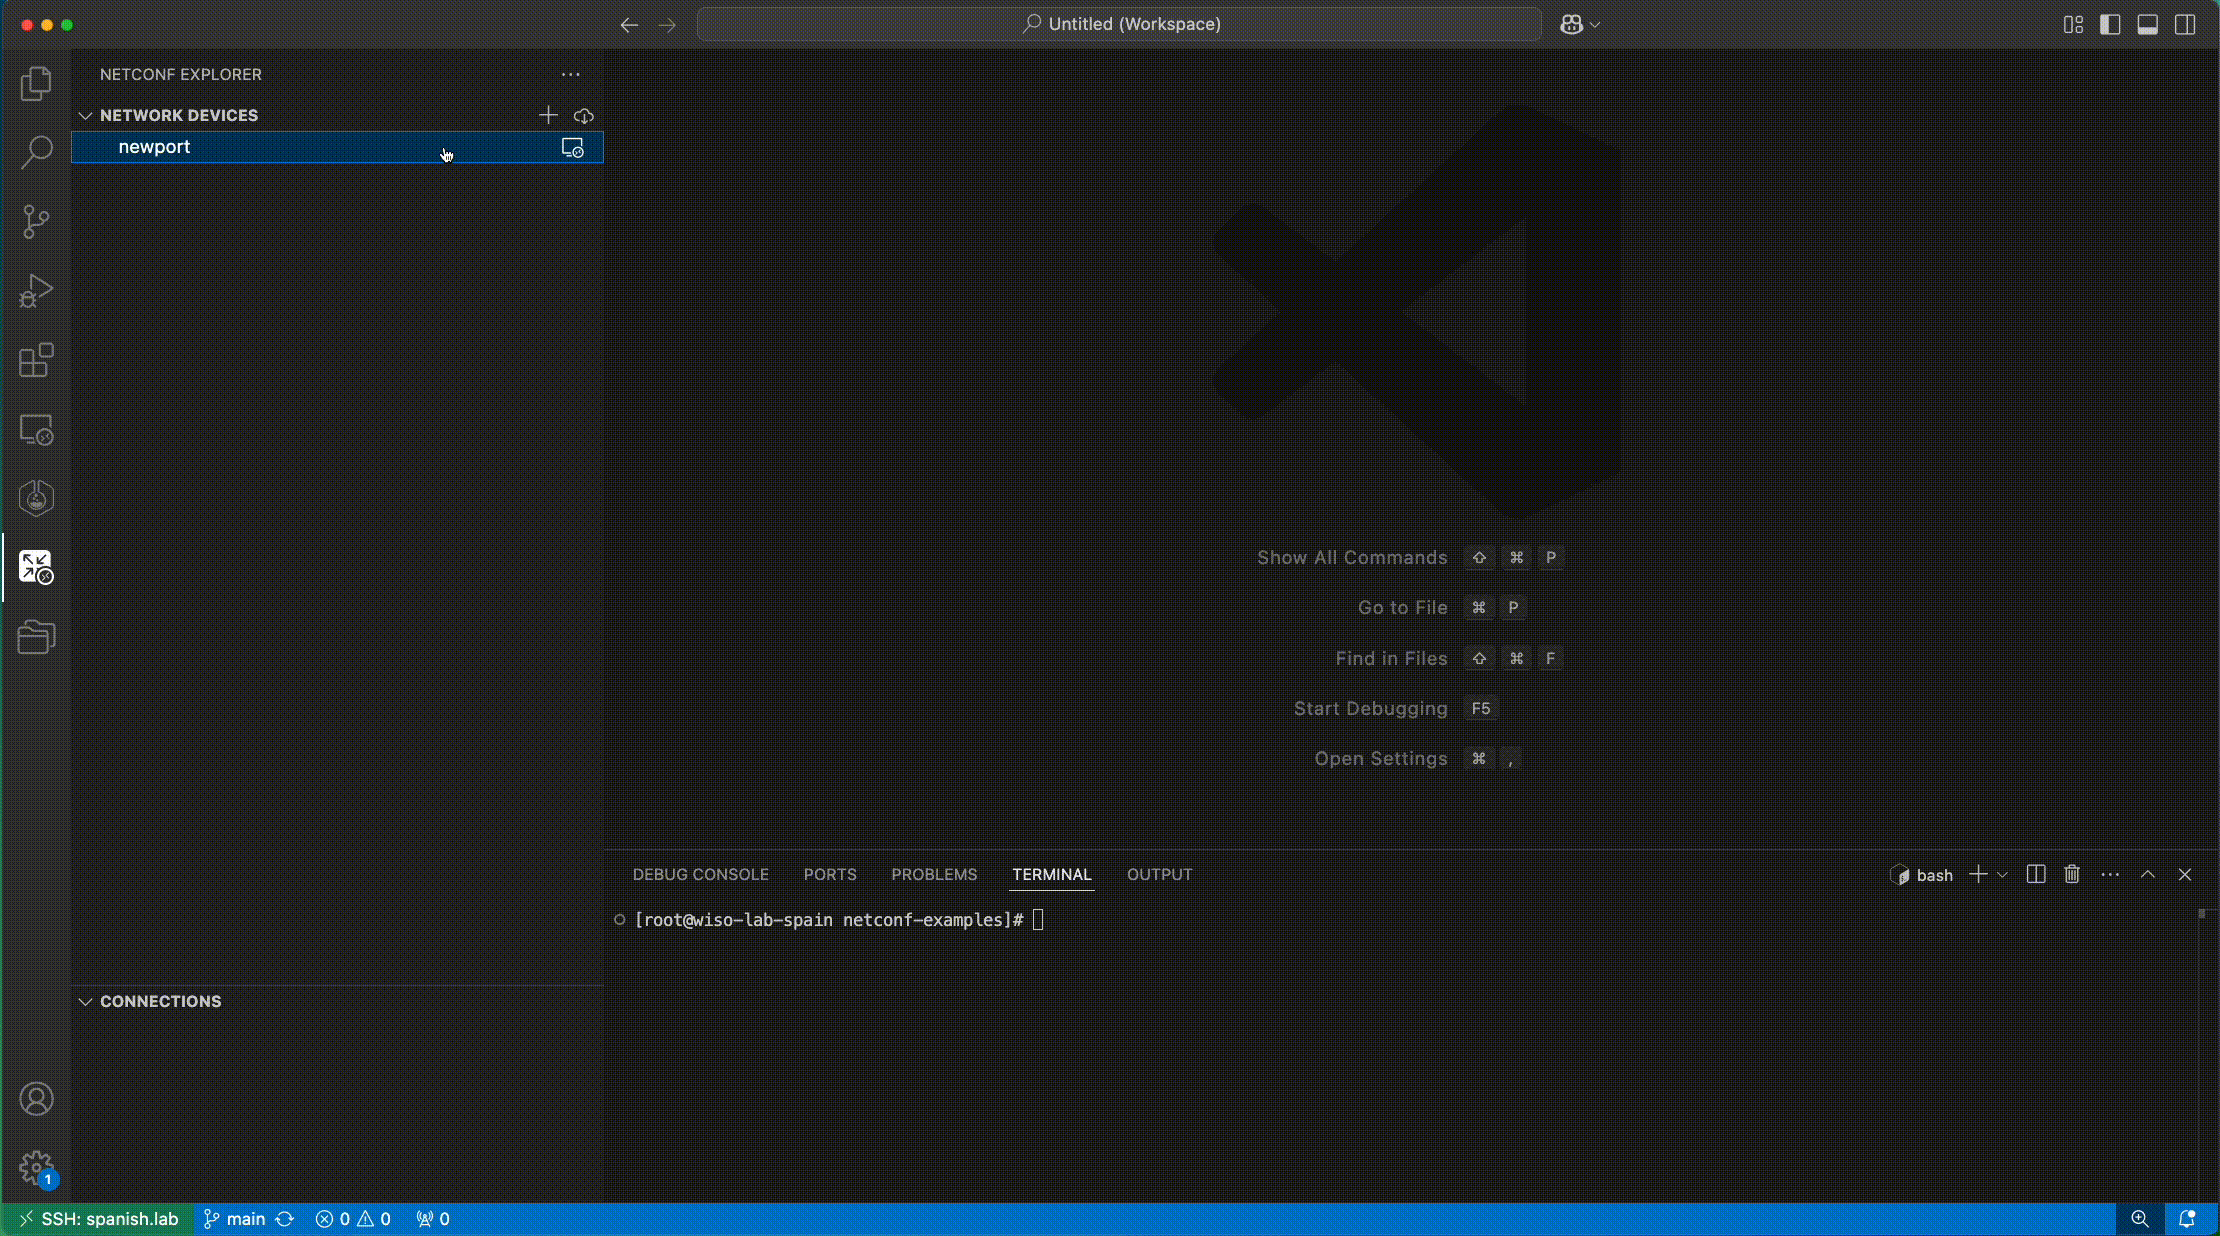 Untitled (Workspace)
NETCONF EXPLORER
NETWORK DEVICES
newport
Show All Commands ⇧ ⌘ P
Go to File ⌘ P
Find in Files ⇧ ⌘ F
Start Debugging F5
Open Settings ⌘ ,
DEBUG CONSOLE PORTS PROBLEMS TERMINAL OUTPUT
bash
[root@wiso-lab-spain netconf-examples]#
CONNECTIONS
1
SSH: spanish.lab main 0 0 0